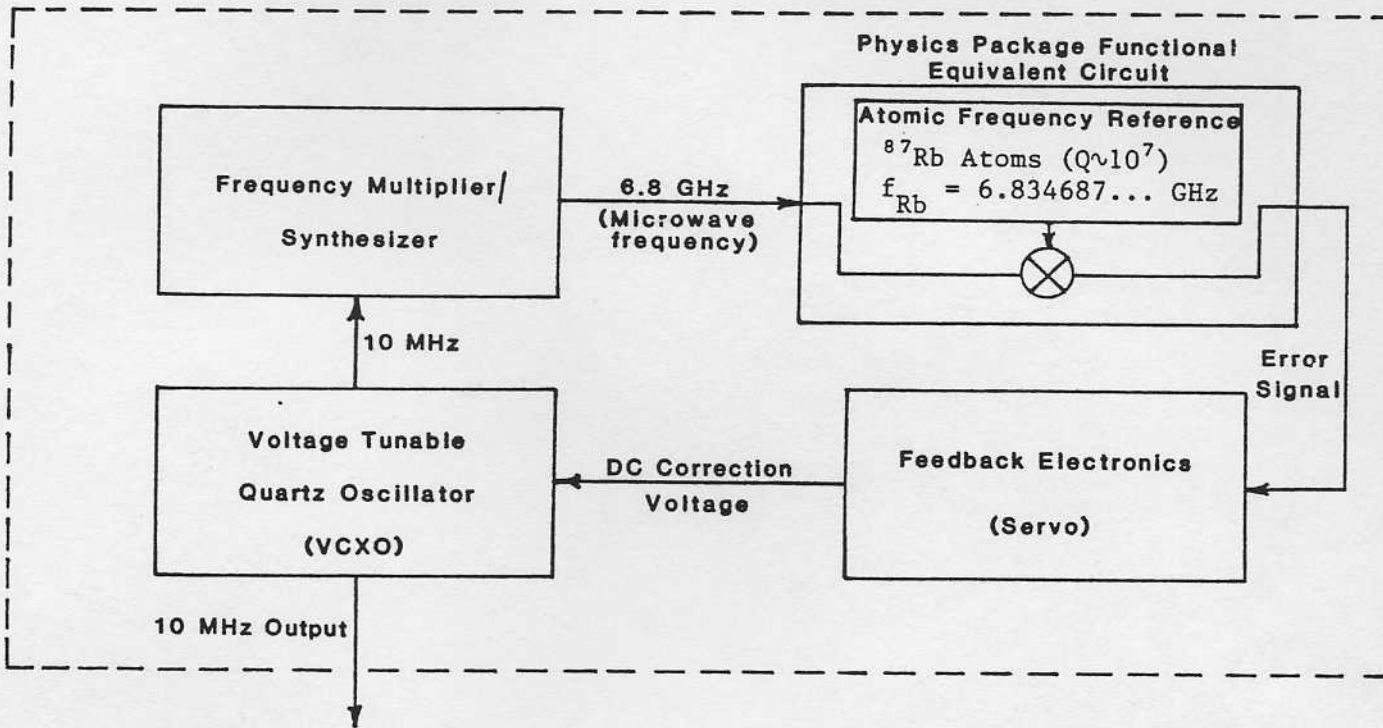 Physics Package Functional
Equivalent Circuit
Atomic Frequency Reference
⁸⁷Rb Atoms (Q~10⁷)
f_Rb = 6.834687... GHz
Frequency Multiplier/
Synthesizer
6.8 GHz
(Microwave
frequency)
10 MHz
Error
Signal
Voltage Tunable
Quartz Oscillator
(VCXO)
DC Correction
Voltage
Feedback Electronics
(Servo)
10 MHz Output